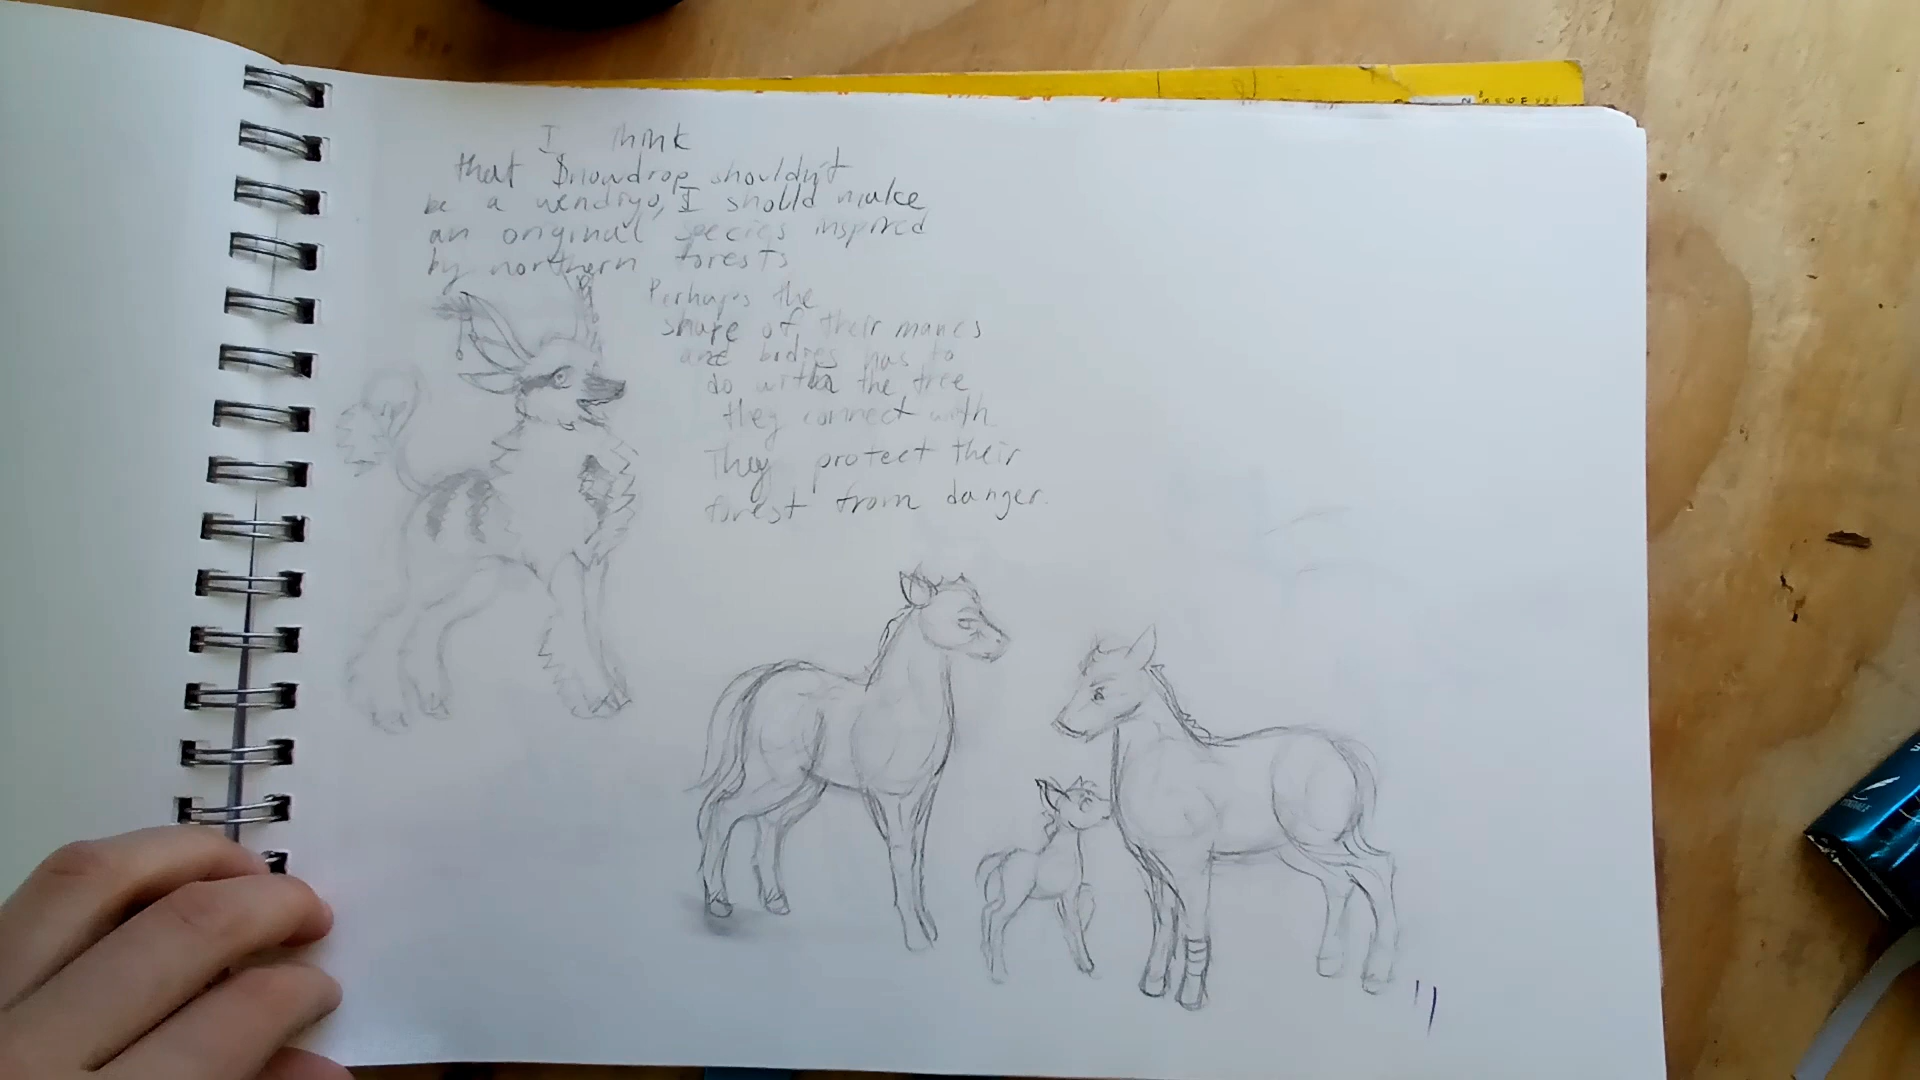 I think
that Snowdrop shouldn't
be a wendigo, I should make
an original species inspired
by northern forests
Perhaps the
shape of their manes
and bodies has to
do with the tree
they connect with
They protect their
forest from danger.